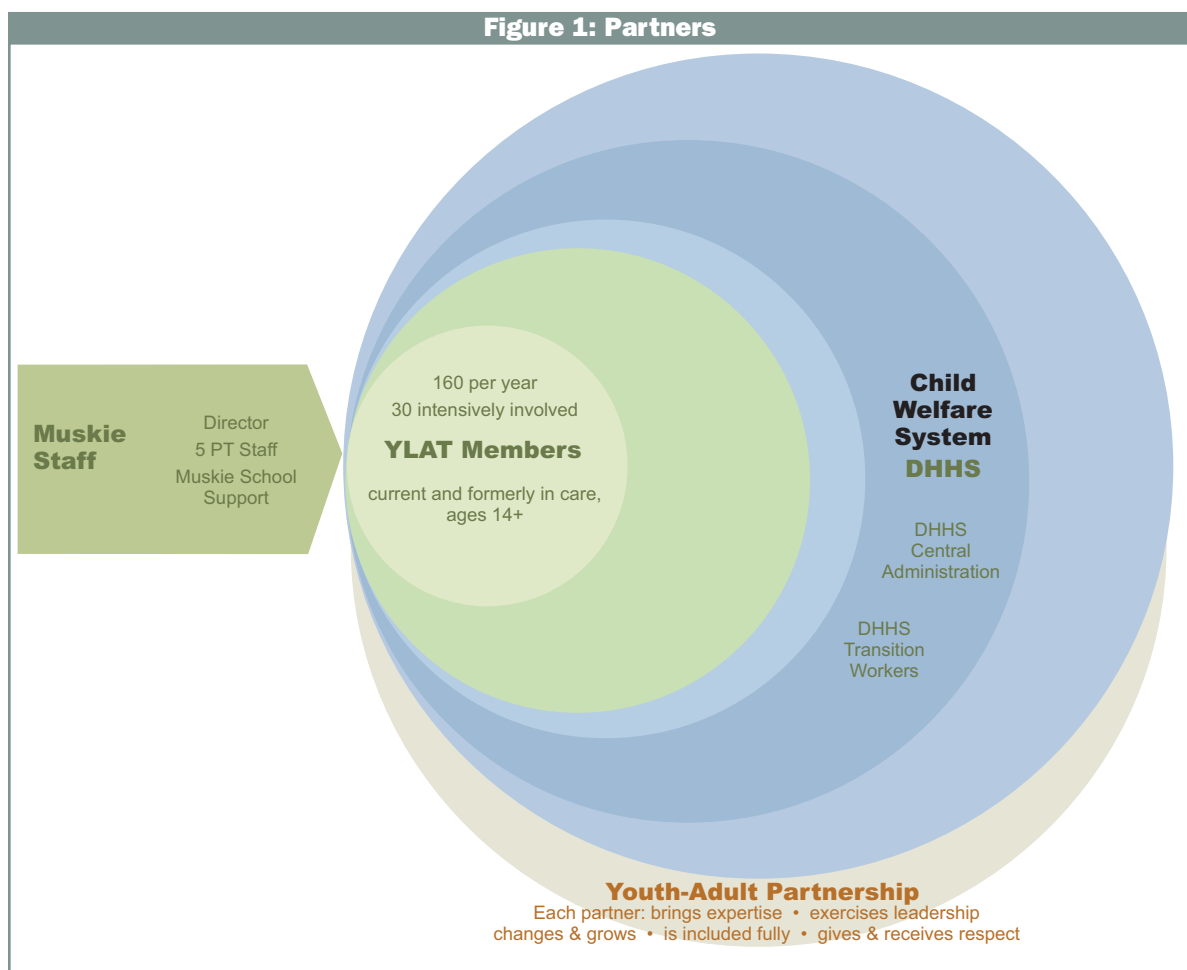 Figure 1: Partners
Muskie
Staff
Director
5 PT Staff
Muskie School
Support
160 per year
30 intensively involved
YLAT Members
current and formerly in care,
ages 14+
Child
Welfare
System
DHHS
DHHS
Central
Administration
DHHS
Transition
Workers
Youth-Adult Partnership
Each partner: brings expertise • exercises leadership
changes & grows • is included fully • gives & receives respect